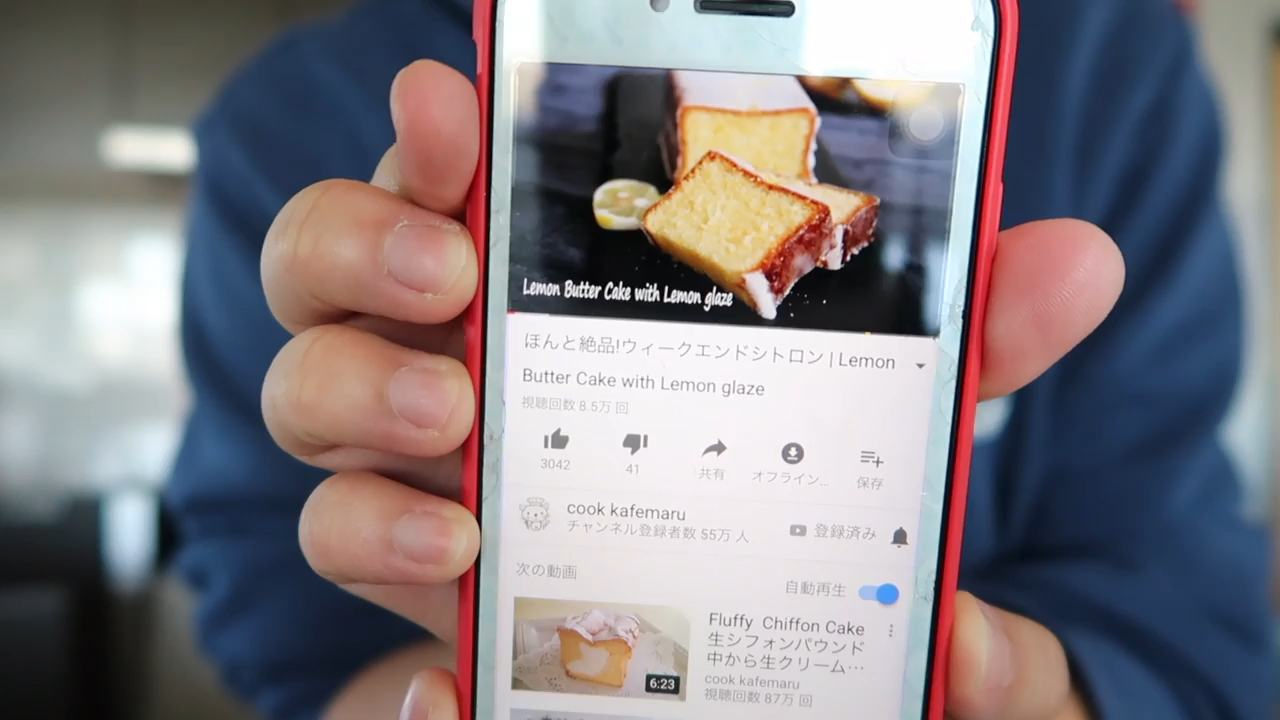 Lemon Butter Cake with Lemon glaze
ほんと絶品!ウィークエンドシトロン | Lemon
Butter Cake with Lemon glaze
視聴回数 8.5万 回
3042
41
共有
オフライン...
保存
cook kafemaru
チャンネル登録者数 55万 人
登録済み
次の動画
自動再生
Fluffy Chiffon Cake
生シフォンパウンド
中から生クリーム…
cook kafemaru
視聴回数 87万 回
6:23